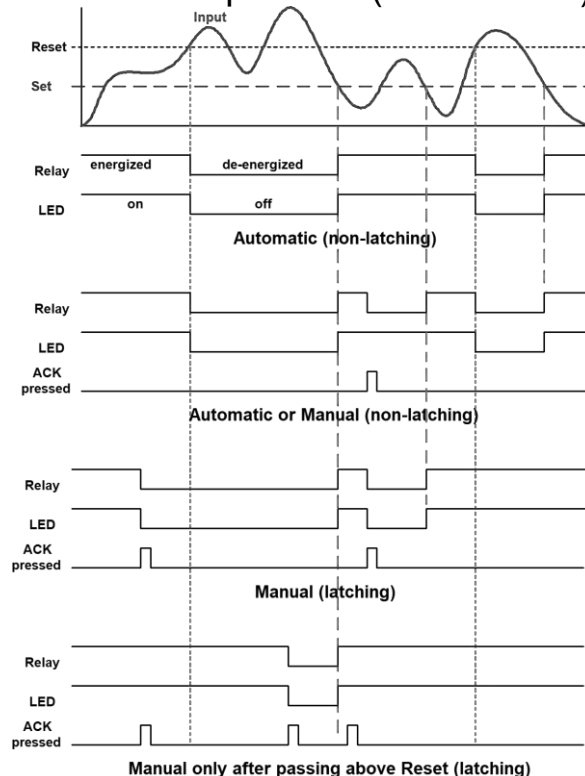 Input
Reset
Set
Relay energized de-energized
LED on off
Automatic (non-latching)
Relay
LED
ACK
pressed
Automatic or Manual (non-latching)
Relay
LED
ACK
pressed
Manual (latching)
Relay
LED
ACK
pressed
Manual only after passing above Reset (latching)